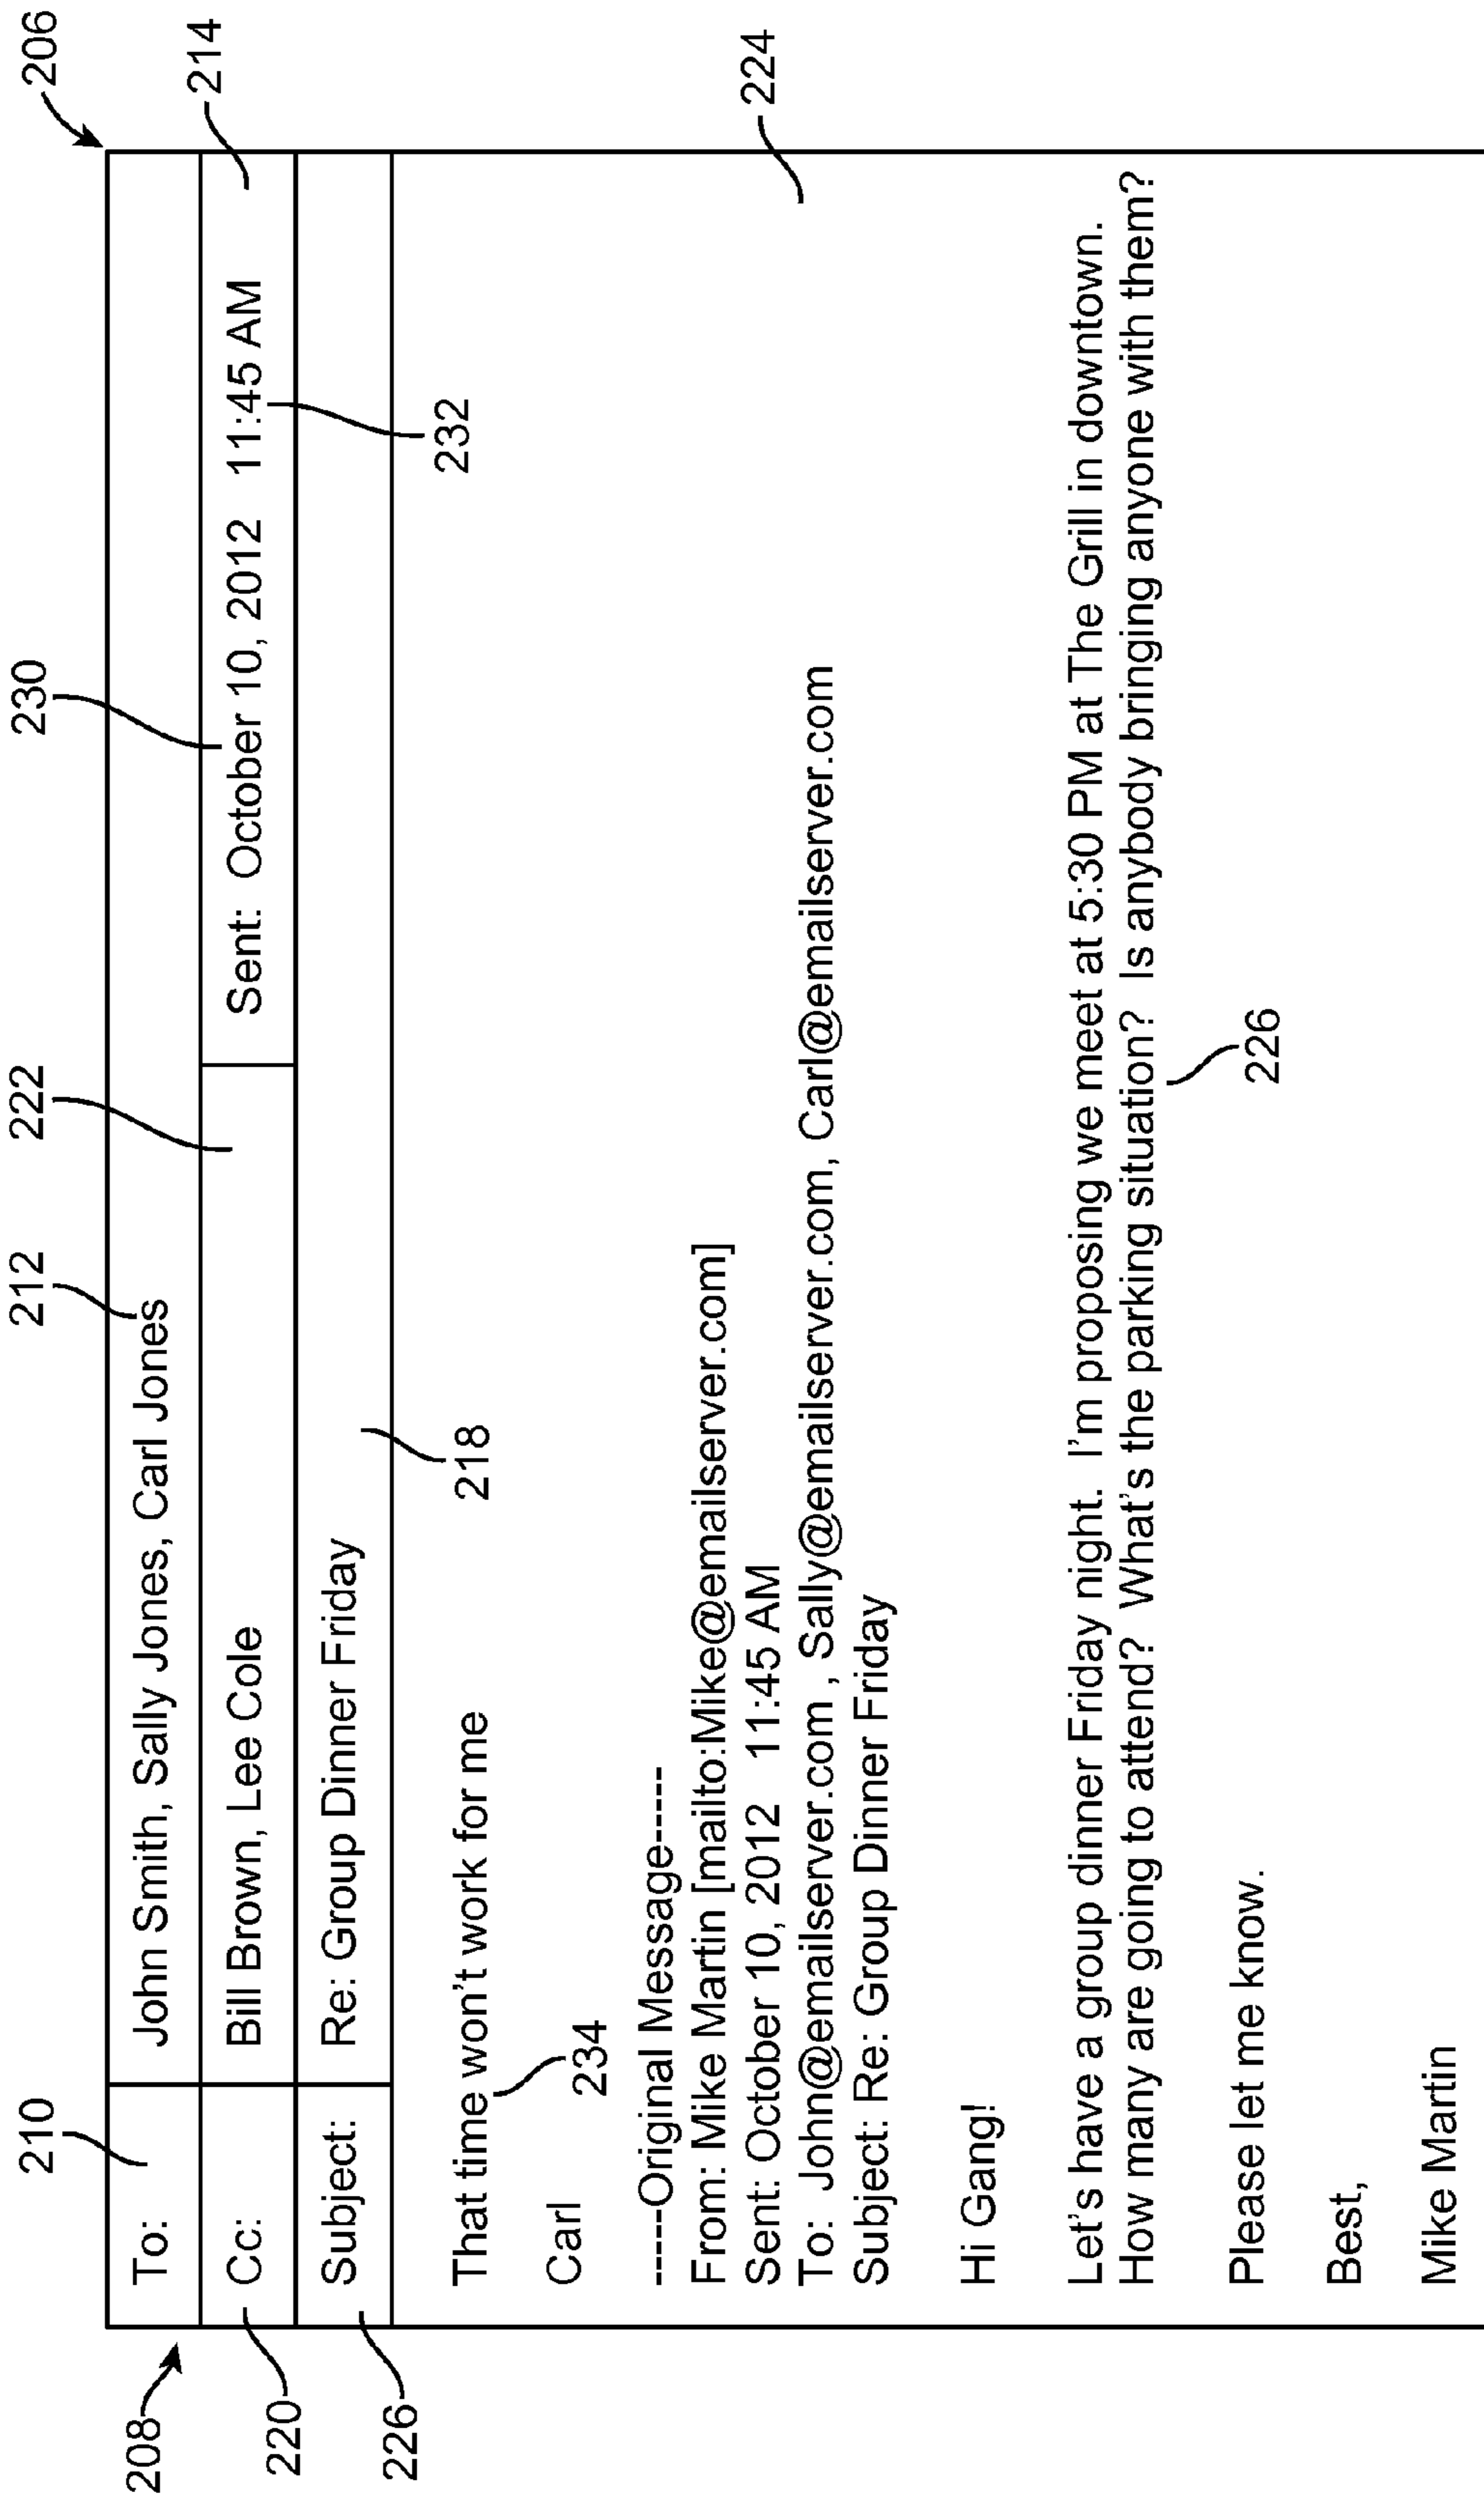 206
230
222
212
210
214
208
To: John Smith, Sally Jones, Carl Jones
Cc: Bill Brown, Lee Cole Sent: October 10, 2012 11:45 AM
220
Subject: Re: Group Dinner Friday
226
232
218
That time won't work for me
234
Carl
224
-----Original Message-----
From: Mike Martin [mailto:Mike@emailserver.com]
Sent: October 10, 2012 11:45 AM
To: John@emailserver.com , Sally@emailserver.com, Carl@emailserver.com
Subject: Re: Group Dinner Friday
Hi Gang!
Let's have a group dinner Friday night. I'm proposing we meet at 5:30 PM at The Grill in downtown.
How many are going to attend? What's the parking situation? Is anybody bringing anyone with them?
226
Please let me know.
Best,
Mike Martin